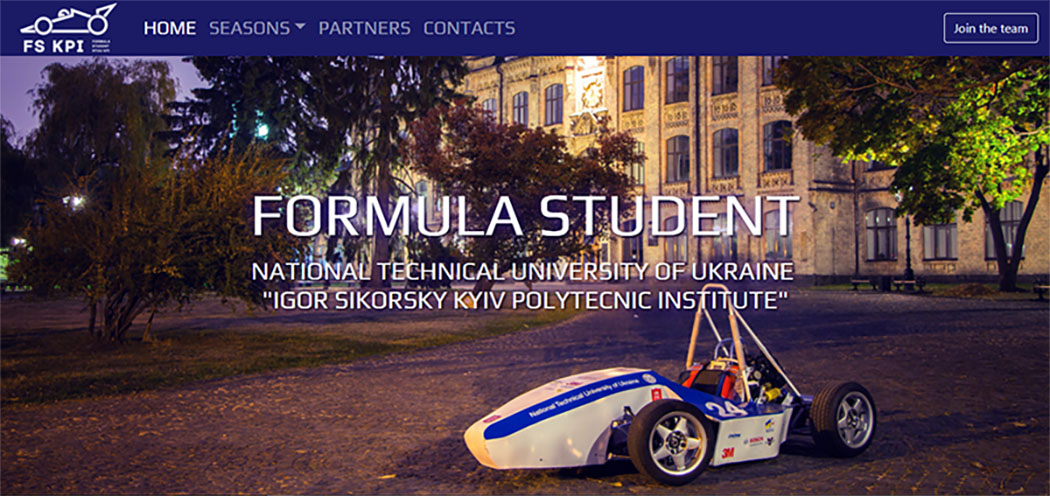 FS KPI
FORMULA
STUDENT
HOME SEASONS PARTNERS CONTACTS
Join the team
FORMULA STUDENT
NATIONAL TECHNICAL UNIVERSITY OF UKRAINE
"IGOR SIKORSKY KYIV POLYTECNIC INSTITUTE"
National Technical University of Ukraine
24
BOSCH
3M